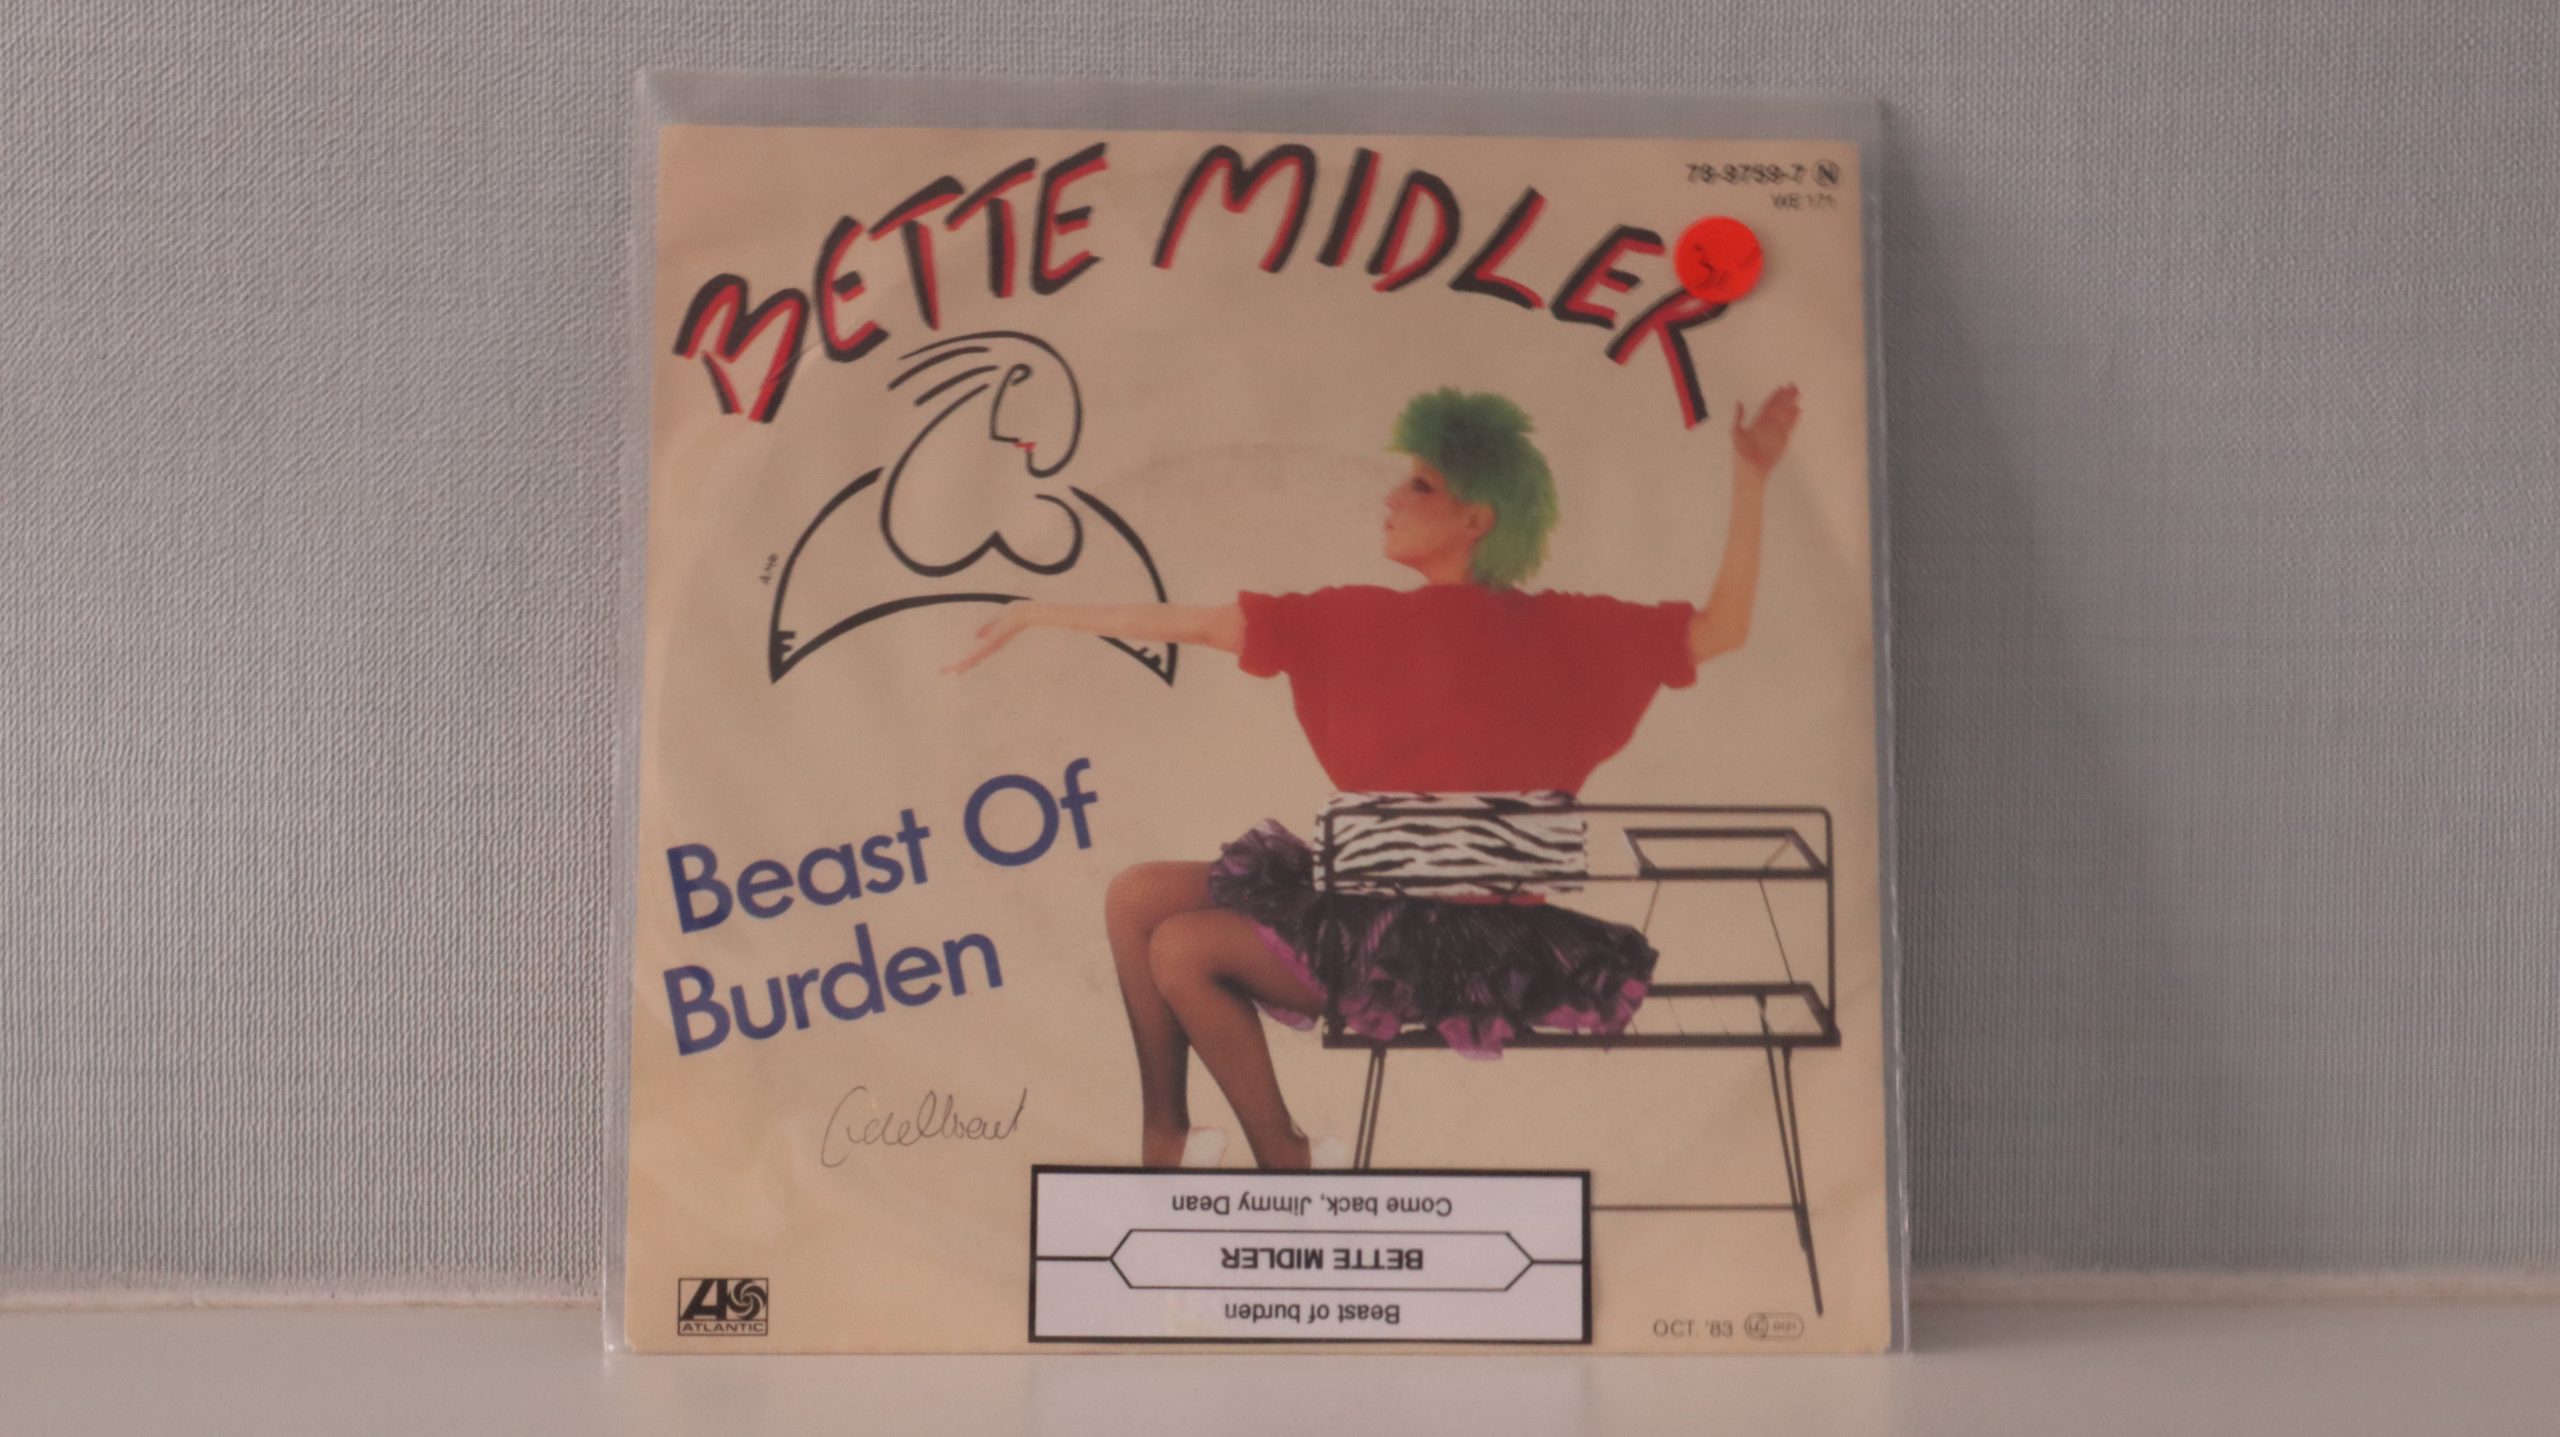 BETTE MIDLER
78-9759-7 N
WE 171
Beast Of
Burden
Come back, Jimmy Dean
BETTE MIDLER
Beast of burden
ATLANTIC
OCT. '83